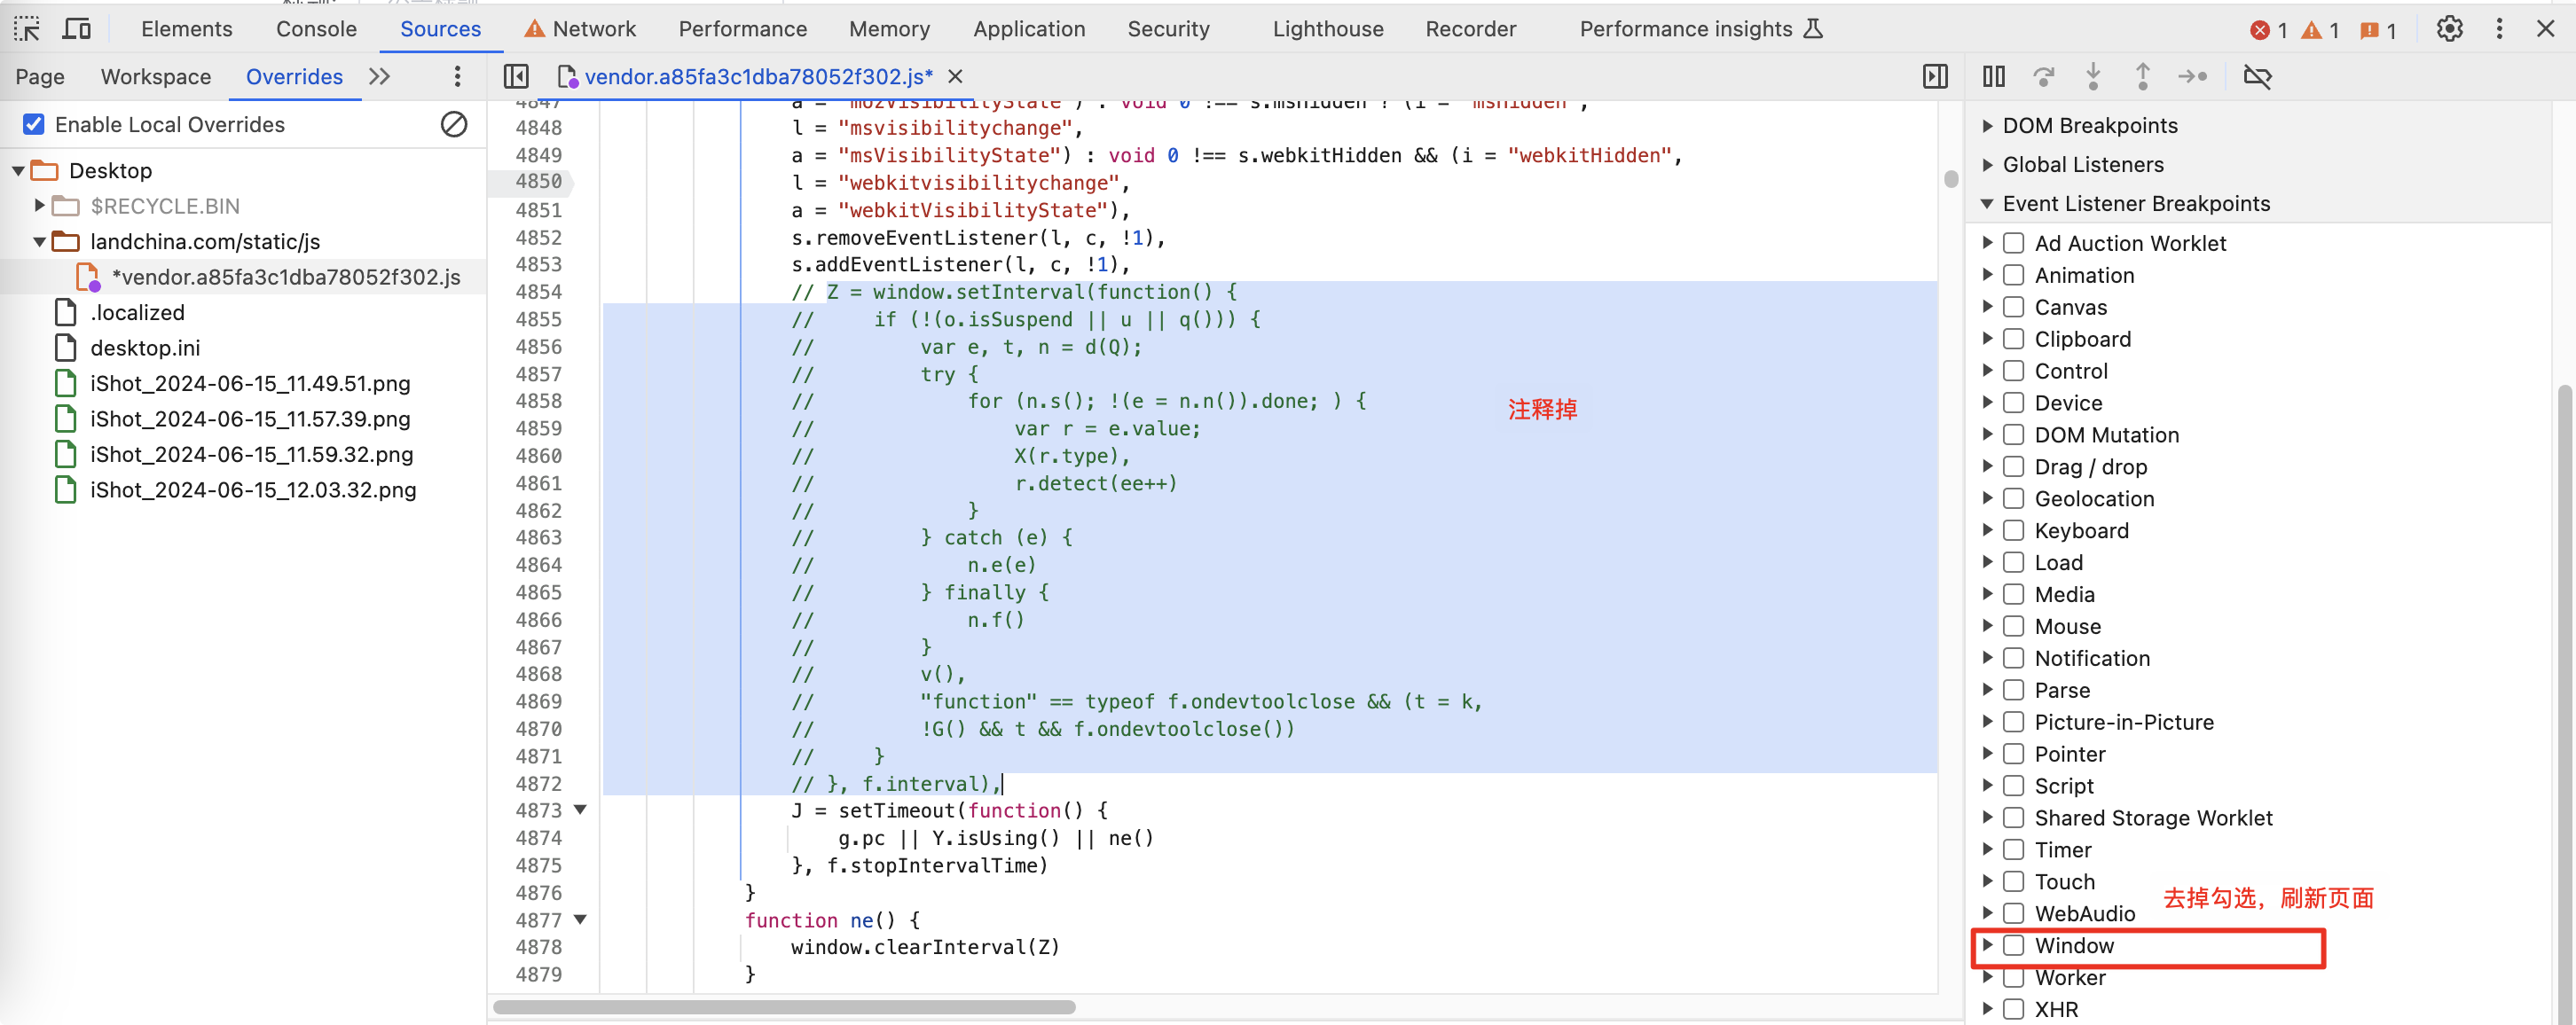 Elements Console Sources Network Performance Memory Application Security Lighthouse Recorder Performance insights 1 1 1
Page Workspace Overrides
Enable Local Overrides
Desktop
$RECYCLE.BIN
landchina.com/static/js
*vendor.a85fa3c1dba78052f302.js
.localized
desktop.ini
iShot_2024-06-15_11.49.51.png
iShot_2024-06-15_11.57.39.png
iShot_2024-06-15_11.59.32.png
iShot_2024-06-15_12.03.32.png
vendor.a85fa3c1dba78052f302.js*
4847 a = "mozVisibilityState") : void 0 !== s.msHidden ? (i = "msHidden",
4848 l = "msvisibilitychange",
4849 a = "msVisibilityState") : void 0 !== s.webkitHidden && (i = "webkitHidden",
4850 l = "webkitvisibilitychange",
4851 a = "webkitVisibilityState"),
4852 s.removeEventListener(l, c, !1),
4853 s.addEventListener(l, c, !1),
4854 // Z = window.setInterval(function() {
4855 // if (!(o.isSuspend || u || q())) {
4856 // var e, t, n = d(Q);
4857 // try {
4858 // for (n.s(); !(e = n.n()).done; ) {
4859 // var r = e.value;
4860 // X(r.type),
4861 // r.detect(ee++)
4862 // }
4863 // } catch (e) {
4864 // n.e(e)
4865 // } finally {
4866 // n.f()
4867 // }
4868 // v(),
4869 // "function" == typeof f.ondevtoolclose && (t = k,
4870 // !G() && t && f.ondevtoolclose())
4871 // }
4872 // }, f.interval),
4873 J = setTimeout(function() {
4874 g.pc || Y.isUsing() || ne()
4875 }, f.stopIntervalTime)
4876 }
4877 function ne() {
4878 window.clearInterval(Z)
4879 }
注释掉
DOM Breakpoints
Global Listeners
Event Listener Breakpoints
Ad Auction Worklet
Animation
Canvas
Clipboard
Control
Device
DOM Mutation
Drag / drop
Geolocation
Keyboard
Load
Media
Mouse
Notification
Parse
Picture-in-Picture
Pointer
Script
Shared Storage Worklet
Timer
Touch
WebAudio
去掉勾选，刷新页面
Window
Worker
XHR